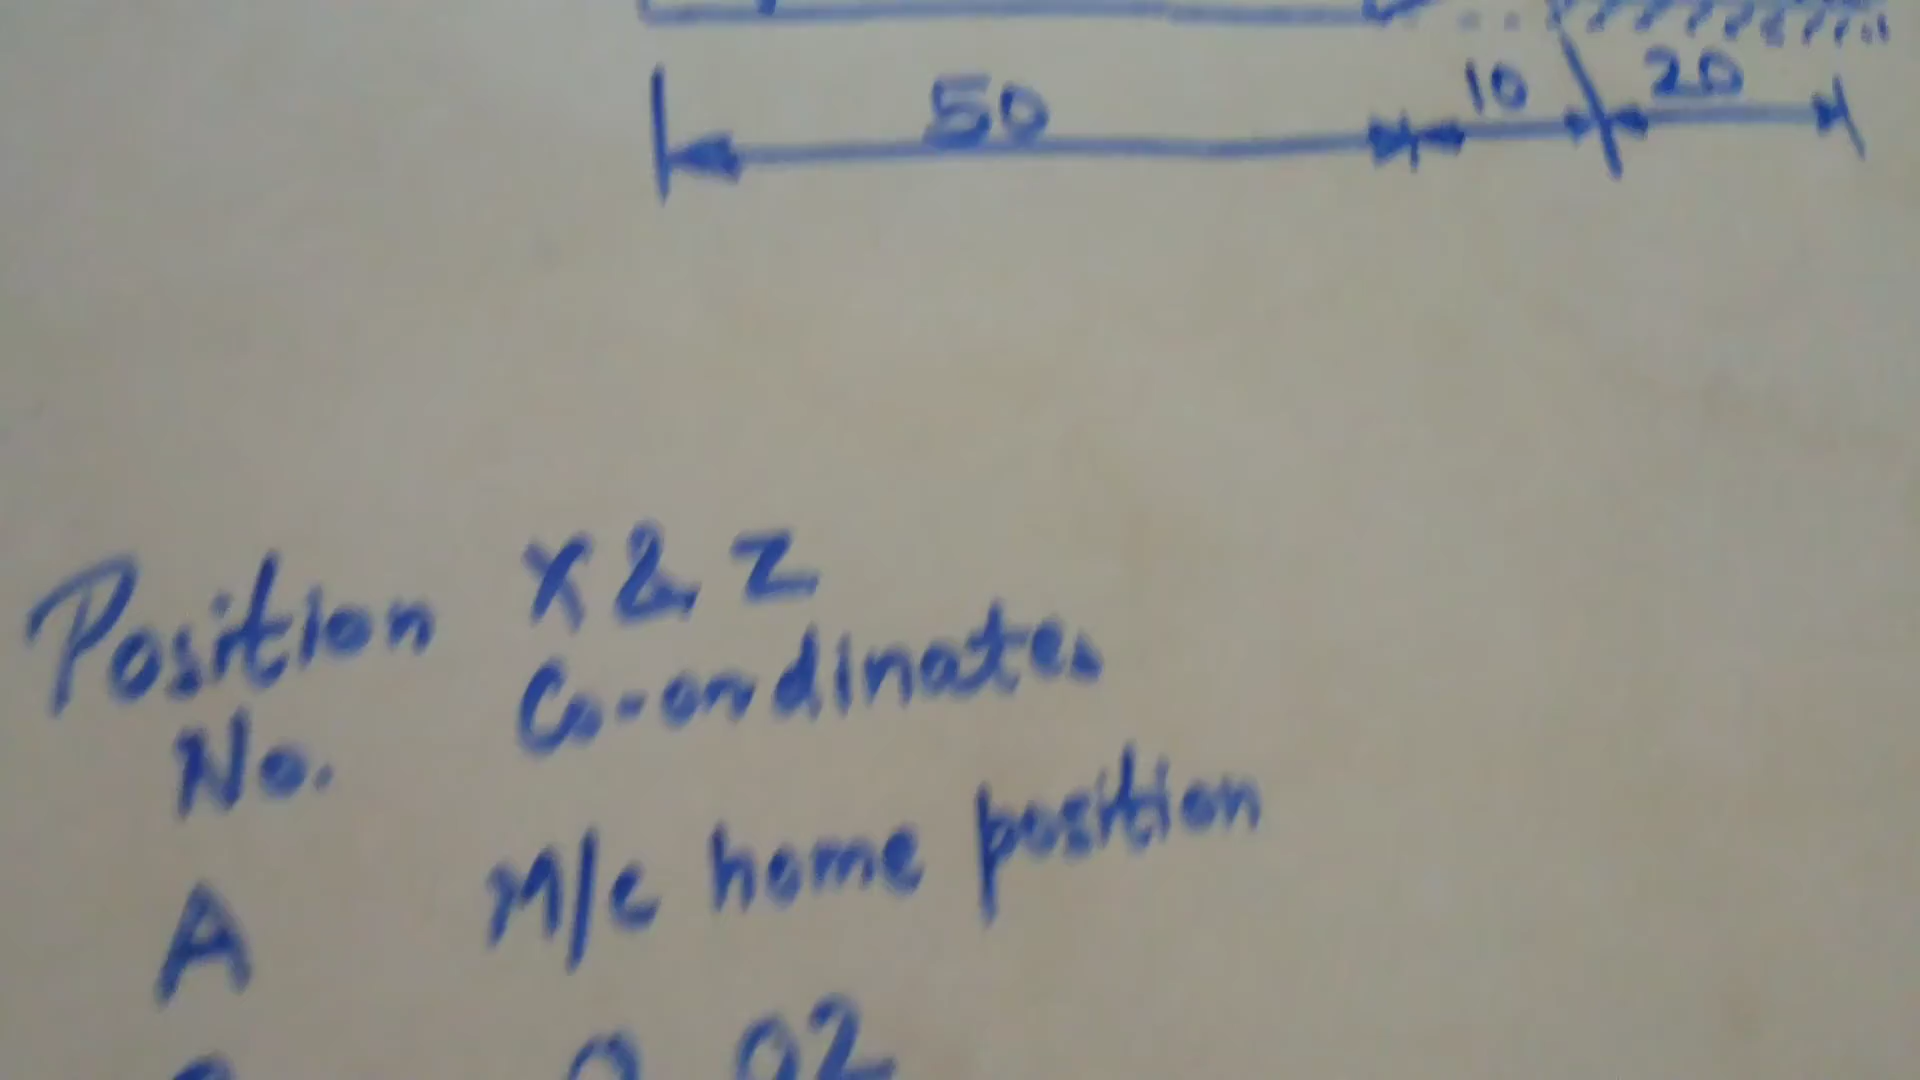 50 10 20
Position X & Z
No. Co-ordinates
A M/c home position